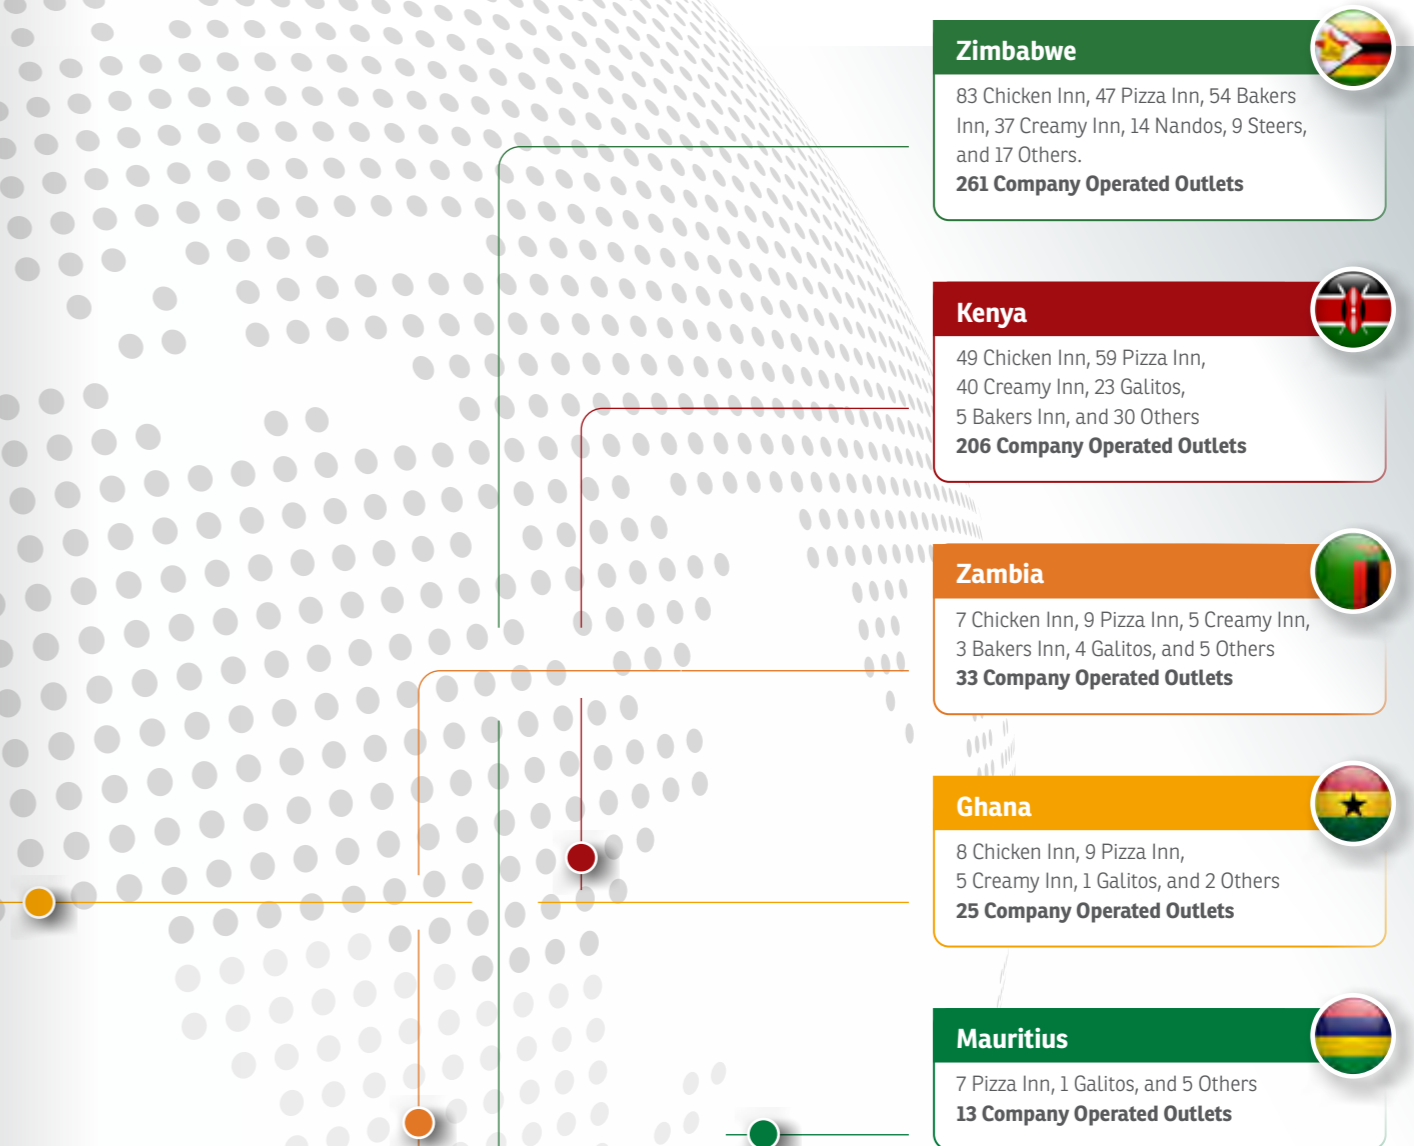 Zimbabwe
83 Chicken Inn, 47 Pizza Inn, 54 Bakers
Inn, 37 Creamy Inn, 14 Nandos, 9 Steers,
and 17 Others.
261 Company Operated Outlets
Kenya
49 Chicken Inn, 59 Pizza Inn,
40 Creamy Inn, 23 Galitos,
5 Bakers Inn, and 30 Others
206 Company Operated Outlets
Zambia
7 Chicken Inn, 9 Pizza Inn, 5 Creamy Inn,
3 Bakers Inn, 4 Galitos, and 5 Others
33 Company Operated Outlets
Ghana
8 Chicken Inn, 9 Pizza Inn,
5 Creamy Inn, 1 Galitos, and 2 Others
25 Company Operated Outlets
Mauritius
7 Pizza Inn, 1 Galitos, and 5 Others
13 Company Operated Outlets